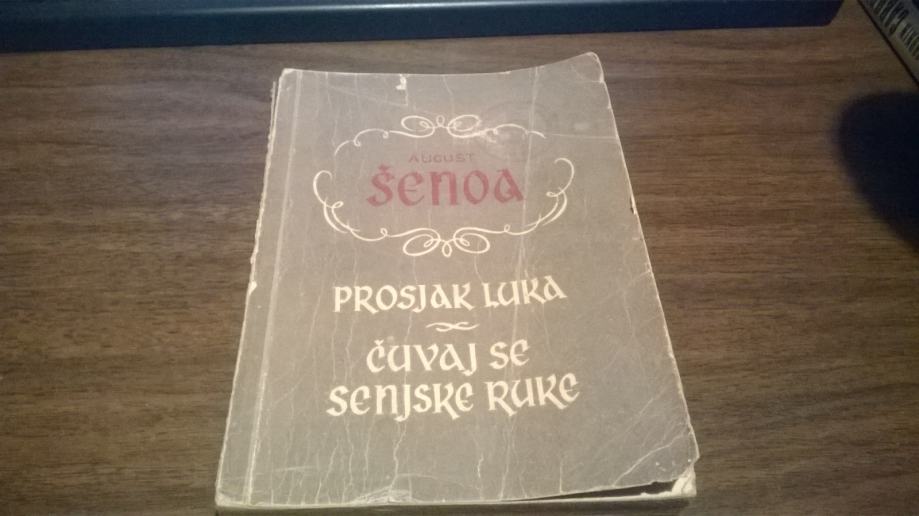 AUGUST
ŠENOA
PROSJAK LUKA
ČUVAJ SE
SENJSKE RUKE